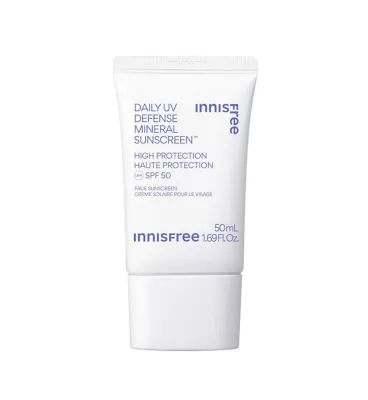 DAILY UV
DEFENSE
MINERAL
SUNSCREEN™
INNISFree
HIGH PROTECTION
HAUTE PROTECTION
SPF 50
FACE SUNSCREEN
CRÈME SOLAIRE POUR LE VISAGE
50mL
INNISFree 1.69 Fl.Oz.